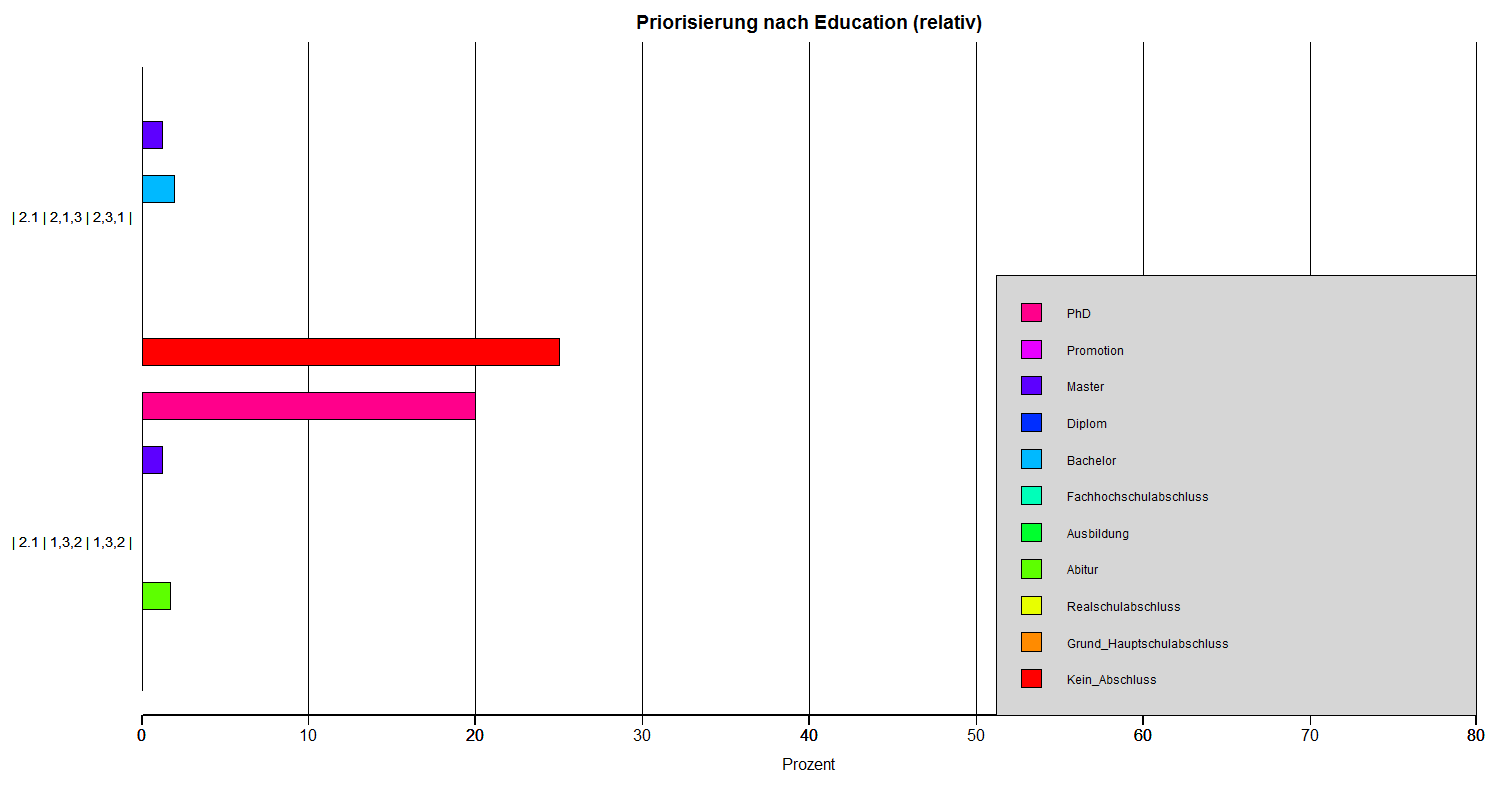 Priorisierung nach Education (relativ)
| 2.1 | 2,1,3 | 2,3,1 |
| 2.1 | 1,3,2 | 1,3,2 |
PhD
Promotion
Master
Diplom
Bachelor
Fachhochschulabschluss
Ausbildung
Abitur
Realschulabschluss
Grund_Hauptschulabschluss
Kein_Abschluss
0 10 20 30 40 50 60 70 80
Prozent